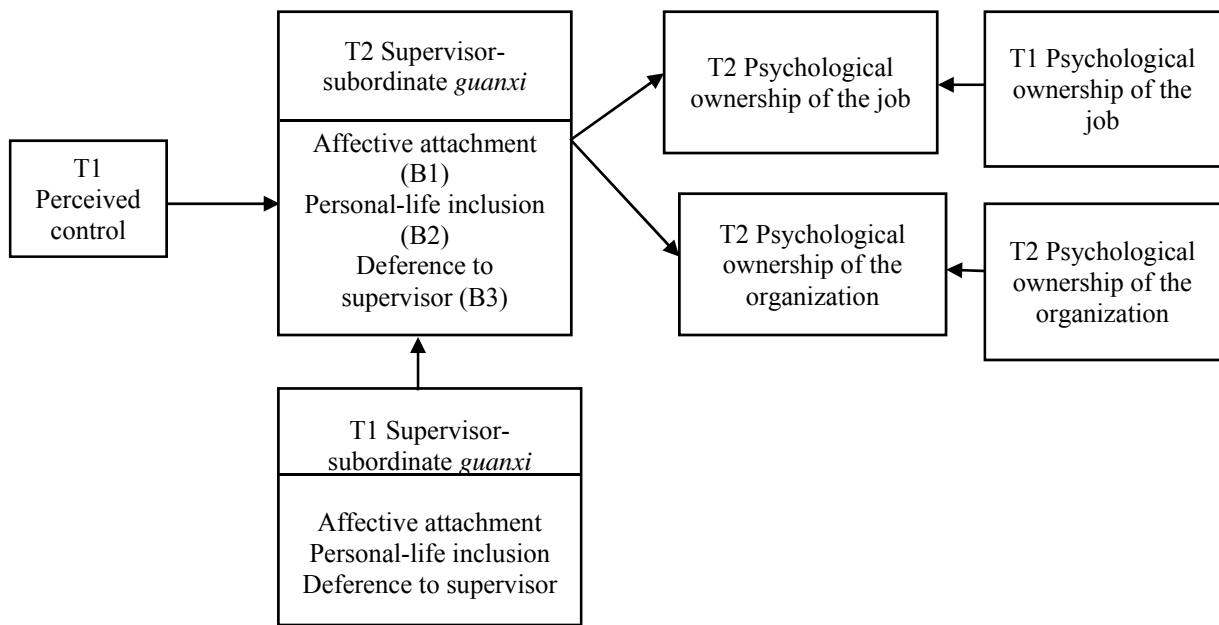 T1
Perceived
control
T2 Supervisor-
subordinate guanxi
Affective attachment
(B1)
Personal-life inclusion
(B2)
Deference to
supervisor (B3)
T1 Supervisor-
subordinate guanxi
Affective attachment
Personal-life inclusion
Deference to supervisor
T2 Psychological
ownership of the job
T1 Psychological
ownership of the
job
T2 Psychological
ownership of the
organization
T2 Psychological
ownership of the
organization